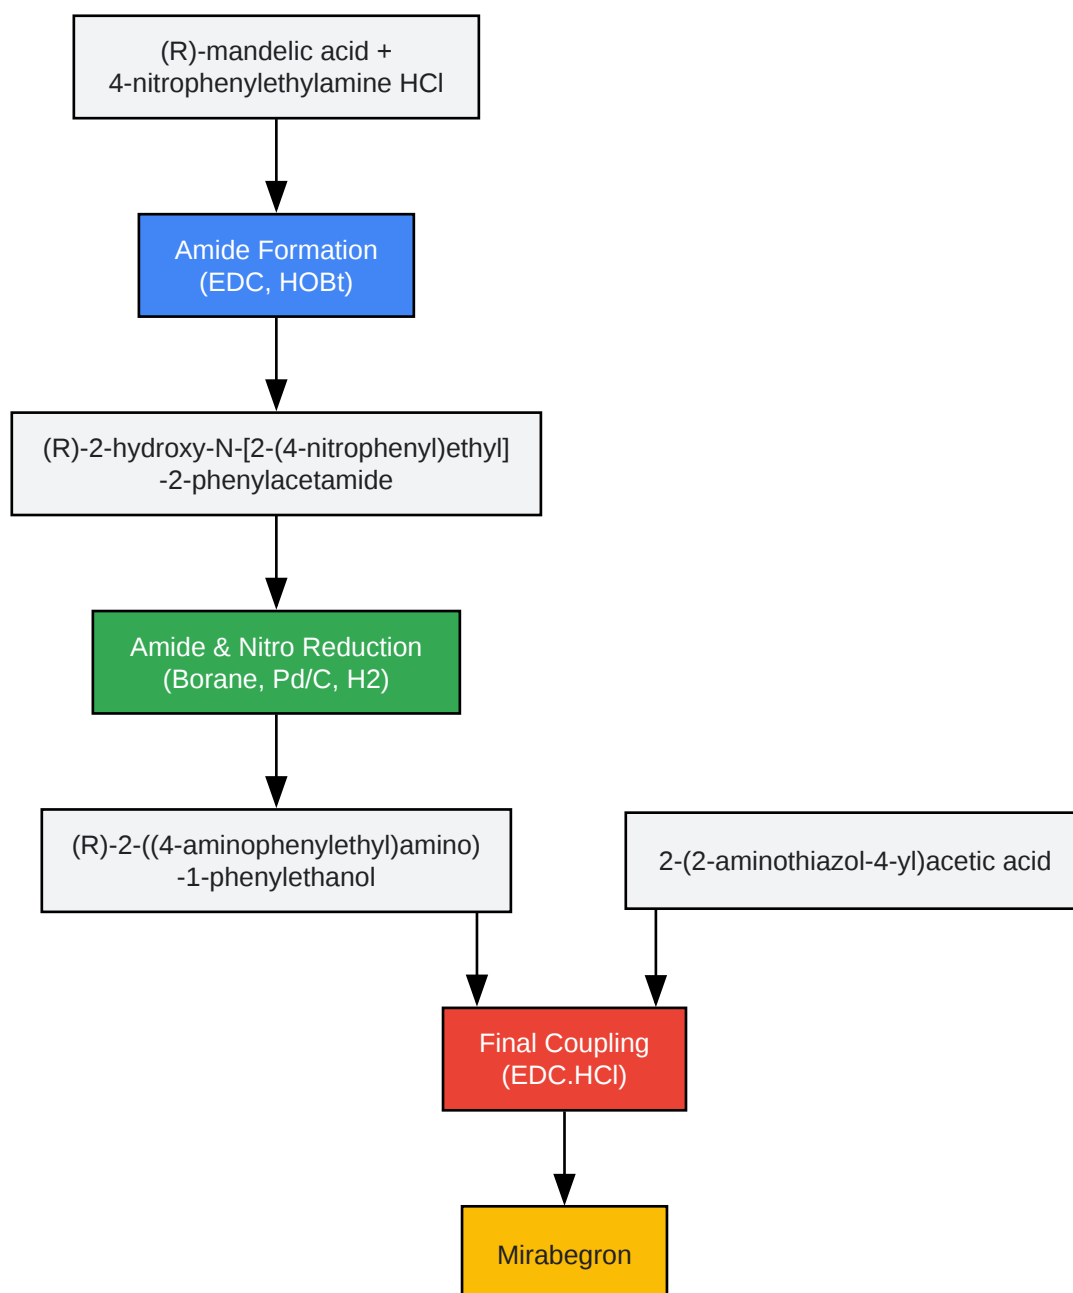 (R)-mandelic acid +
4-nitrophenylethylamine HCl
Amide Formation
(EDC, HOBt)
(R)-2-hydroxy-N-[2-(4-nitrophenyl)ethyl]
-2-phenylacetamide
Amide & Nitro Reduction
(Borane, Pd/C, H2)
(R)-2-((4-aminophenylethyl)amino)
-1-phenylethanol
2-(2-aminothiazol-4-yl)acetic acid
Final Coupling
(EDC.HCl)
Mirabegron